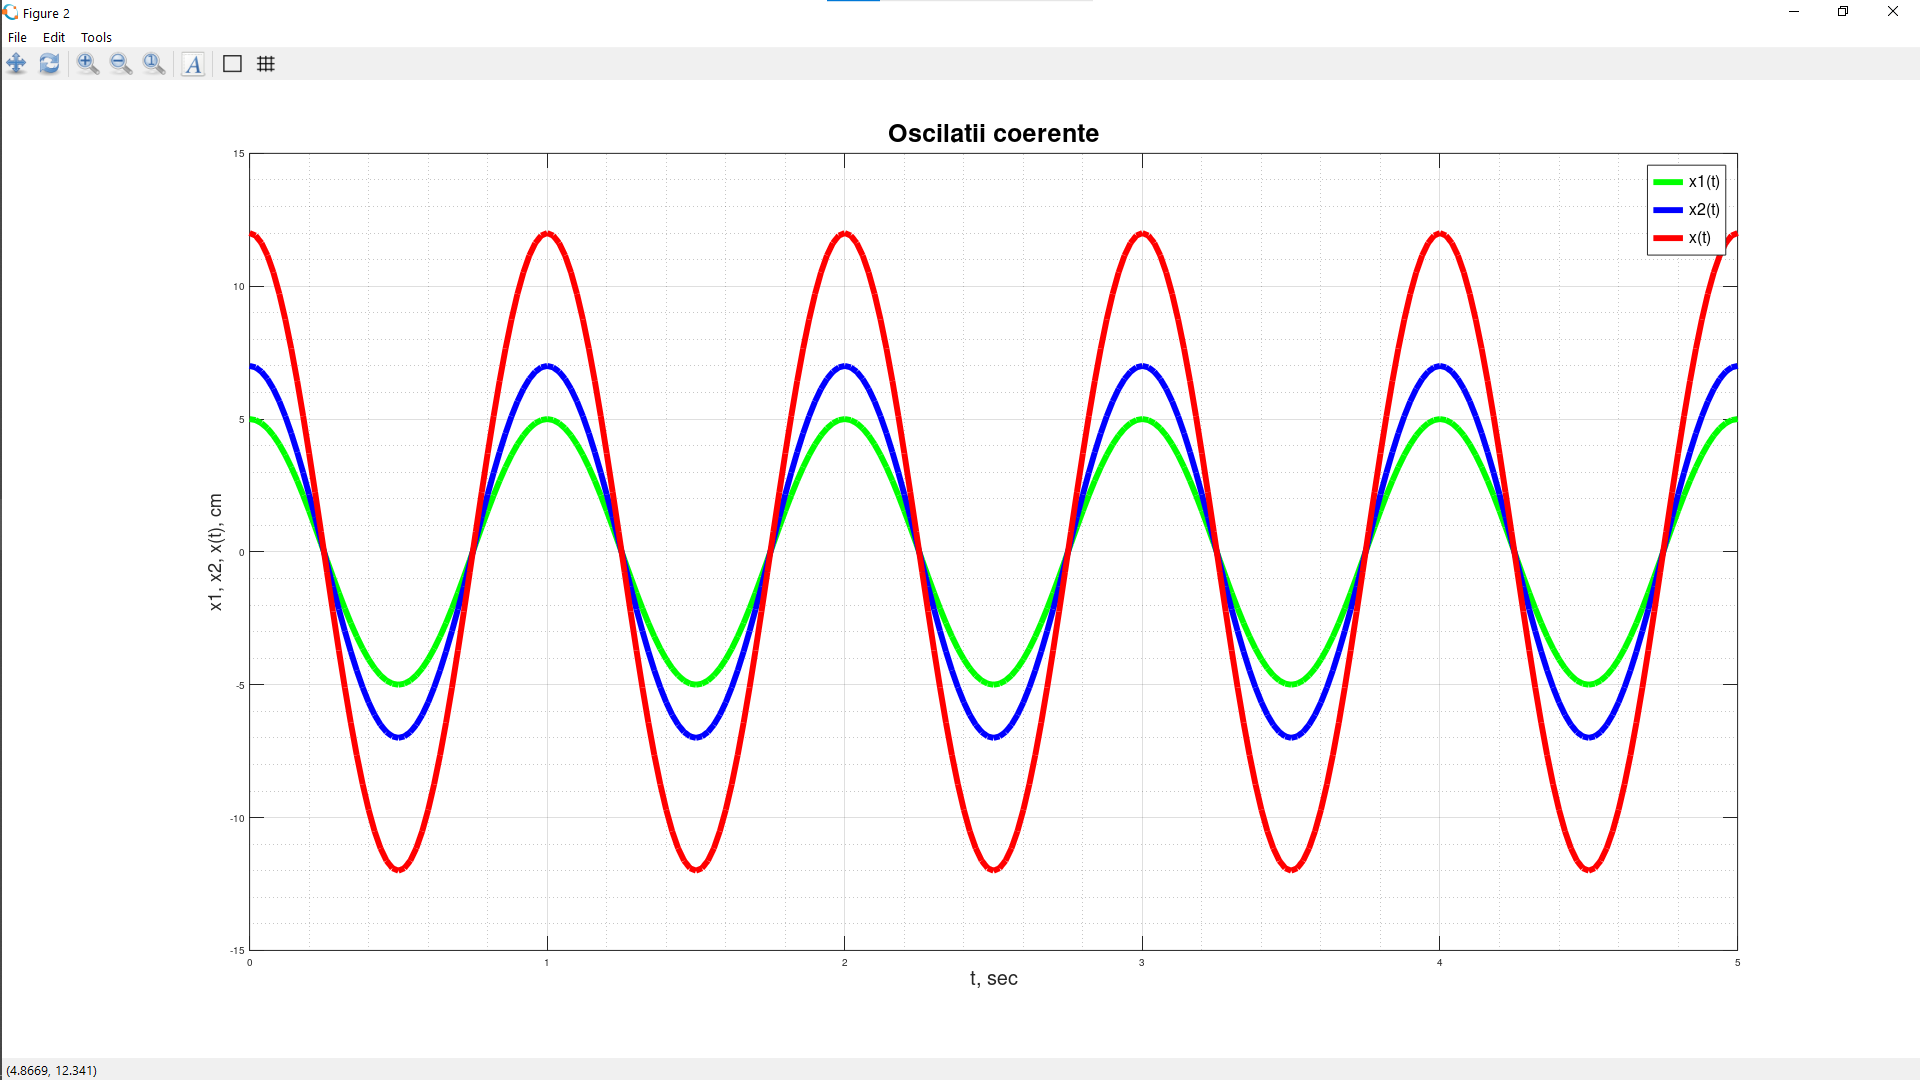 Figure 2
File Edit Tools
A
Oscilatii coerente
x1(t)
x2(t)
x(t)
15
10
5
0
-5
-10
-15
x1, x2, x(t), cm
0 1 2 3 4 5
t, sec
(4.8669, 12.341)